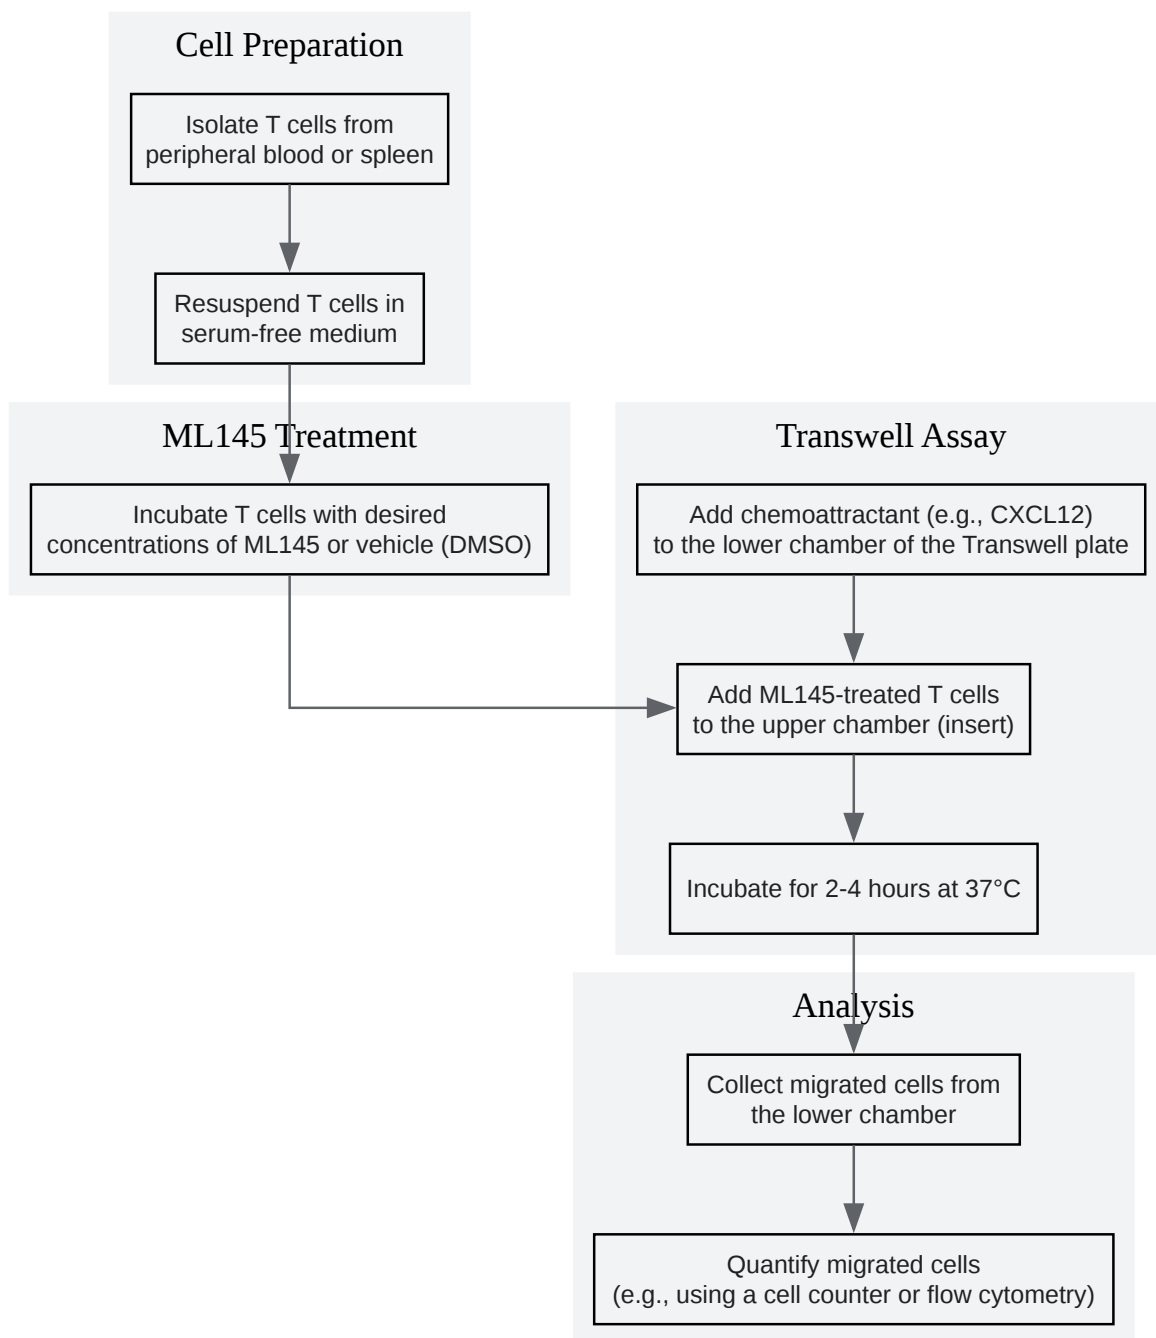 Cell Preparation
Isolate T cells from
peripheral blood or spleen
Resuspend T cells in
serum-free medium
ML145 Treatment
Incubate T cells with desired
concentrations of ML145 or vehicle (DMSO)
Transwell Assay
Add chemoattractant (e.g., CXCL12)
to the lower chamber of the Transwell plate
Add ML145-treated T cells
to the upper chamber (insert)
Incubate for 2-4 hours at 37°C
Analysis
Collect migrated cells from
the lower chamber
Quantify migrated cells
(e.g., using a cell counter or flow cytometry)